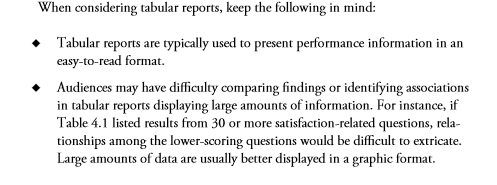 When considering tabular reports, keep the following in mind:
◆ Tabular reports are typically used to present performance information in an
easy-to-read format.
◆ Audiences may have difficulty comparing findings or identifying associations
in tabular reports displaying large amounts of information. For instance, if
Table 4.1 listed results from 30 or more satisfaction-related questions, rela-
tionships among the lower-scoring questions would be difficult to extricate.
Large amounts of data are usually better displayed in a graphic format.